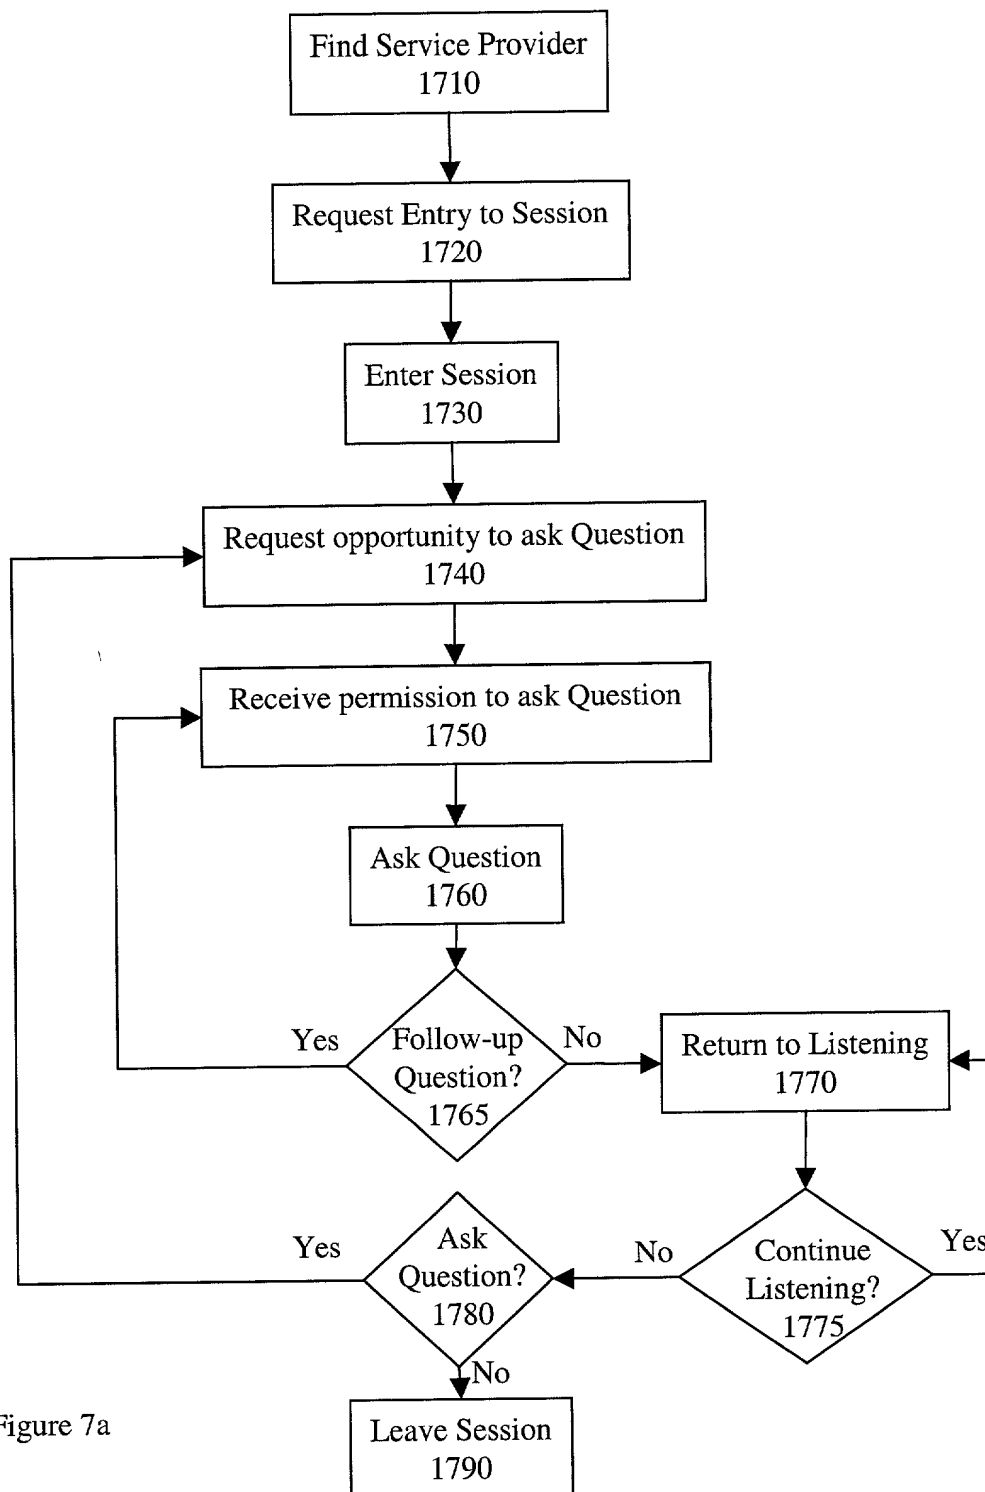 Find Service Provider
1710
Request Entry to Session
1720
Enter Session
1730
Request opportunity to ask Question
1740
Receive permission to ask Question
1750
Ask Question
1760
Yes
Follow-up
Question?
1765
No
Return to Listening
1770
Yes
Ask
Question?
1780
No
Continue
Listening?
1775
Yes
No
Leave Session
1790
Figure 7a